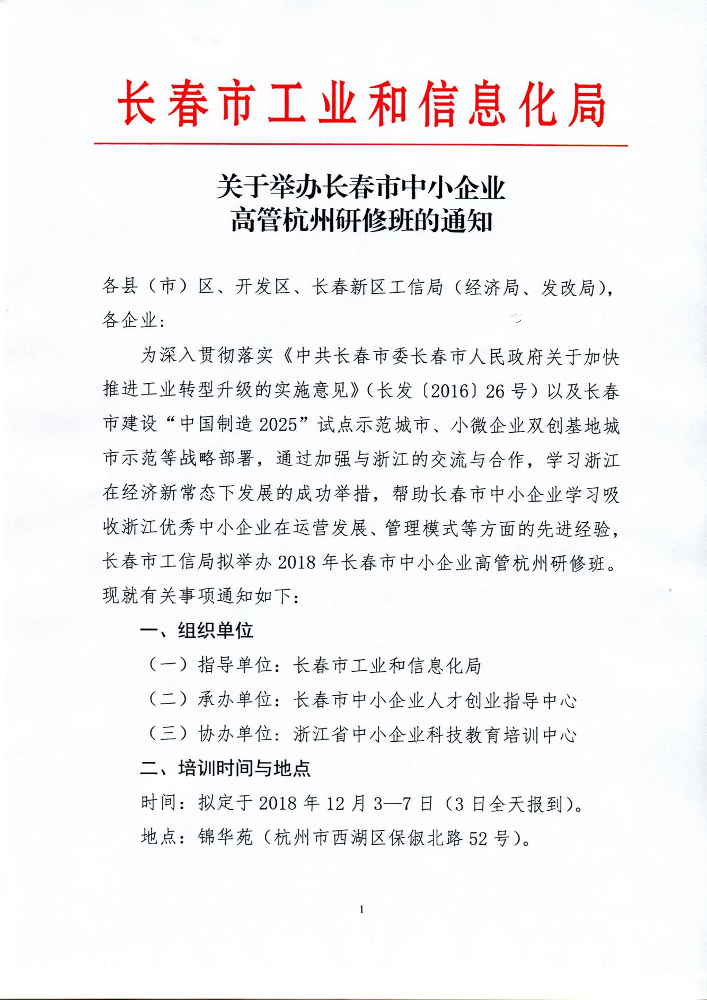 长春市工业和信息化局
关于举办长春市中小企业
高管杭州研修班的通知
各县（市）区、开发区、长春新区工信局（经济局、发改局），
各企业：
为深入贯彻落实《中共长春市委长春市人民政府关于加快
推进工业转型升级的实施意见》（长发〔2016〕26号）以及长春
市建设“中国制造2025”试点示范城市、小微企业双创基地城
市示范等战略部署，通过加强与浙江的交流与合作，学习浙江
在经济新常态下发展的成功举措，帮助长春市中小企业学习吸
收浙江优秀中小企业在运营发展、管理模式等方面的先进经验，
长春市工信局拟举办2018年长春市中小企业高管杭州研修班。
现就有关事项通知如下：
一、组织单位
（一）指导单位：长春市工业和信息化局
（二）承办单位：长春市中小企业人才创业指导中心
（三）协办单位：浙江省中小企业科技教育培训中心
二、培训时间与地点
时间：拟定于2018年12月3—7日（3日全天报到）。
地点：锦华苑（杭州市西湖区保俶北路52号）。
1